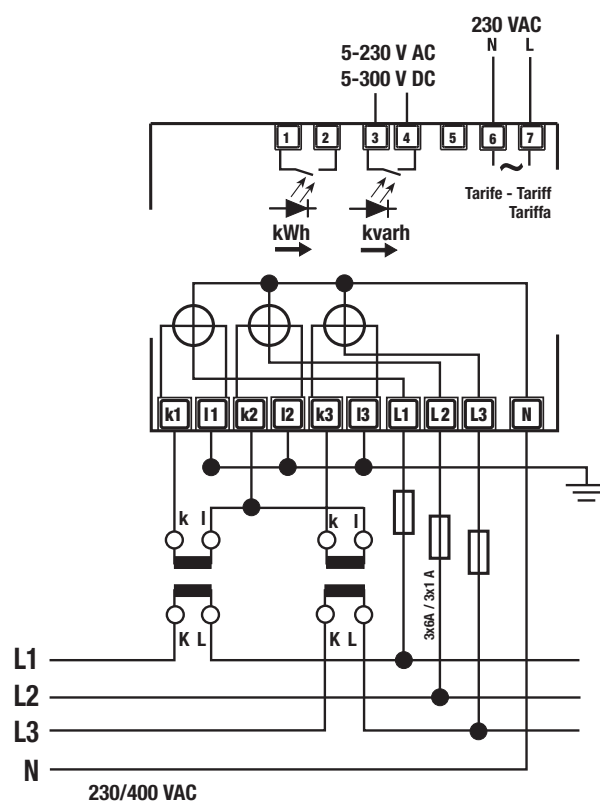 230 VAC
5-230 V AC N L
5-300 V DC
1 2 3 4 5 6 7
~
Tarife - Tariff
Tariffa
kWh kvarh
k1 l1 k2 l2 k3 l3 L1 L2 L3 N
k l k l
3x6A / 3x1 A
K L K L
L1
L2
L3
N
230/400 VAC